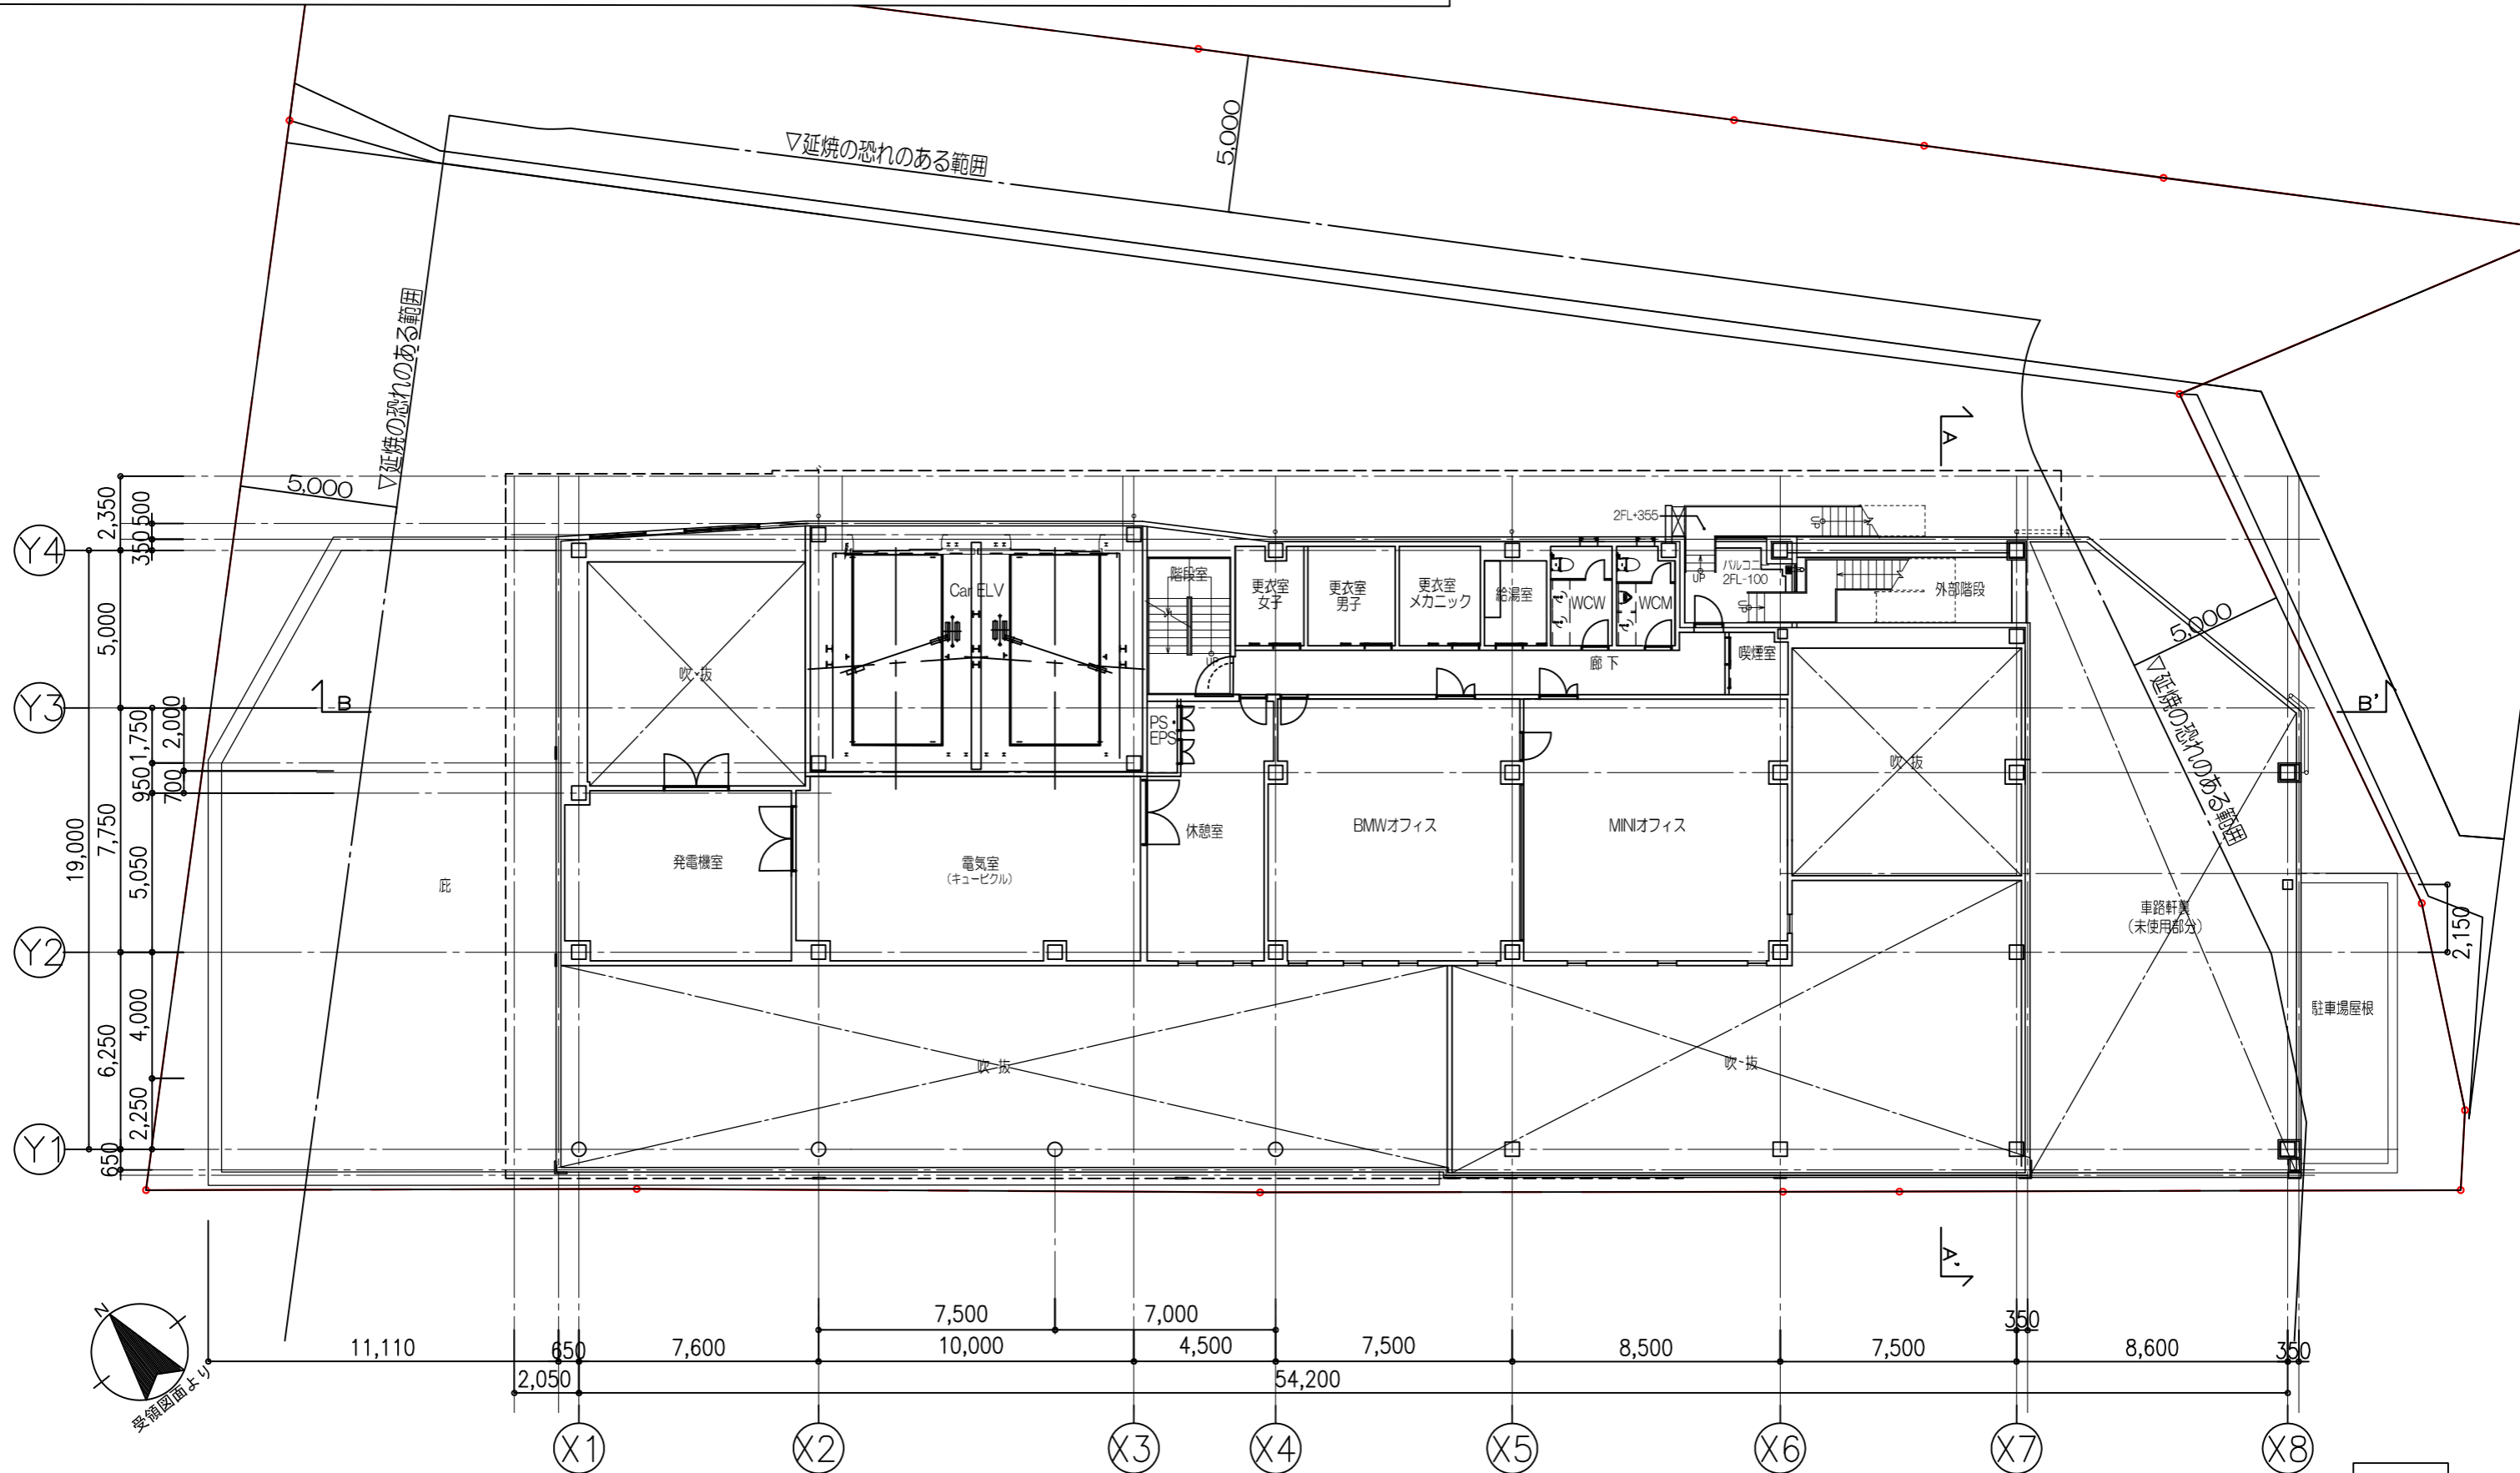 ▽延焼の恐れのある範囲
5,000
▽延焼の恐れのある範囲
5,000
A
2FL+355
UP
Y4
2,350
500
350
階段室
更衣室
女子
更衣室
男子
更衣室
メカニック
給湯室
WCW
WCM
UP
バルコニー
2FL-100
UP
外部階段
Car ELV
5,000
5,000
UP
廊 下
喫煙室
吹・抜
▽延焼の恐れのある範囲
Y3
B
B'
2,000
1,750
PS・
EPS
950
700
吹 抜
19,000
7,750
5,050
休憩室
BMWオフィス
MINIオフィス
発電機室
電気室
(キュービクル)
庇
車路軒裏
(未使用部分)
2,150
Y2
4,000
6,250
駐車場屋根
吹 抜
吹 抜
2,250
Y1
650
A'
N
受領図面より
7,500
7,000
350
11,110
650
7,600
10,000
4,500
7,500
8,500
7,500
8,600
350
2,050
54,200
X1
X2
X3
X4
X5
X6
X7
X8